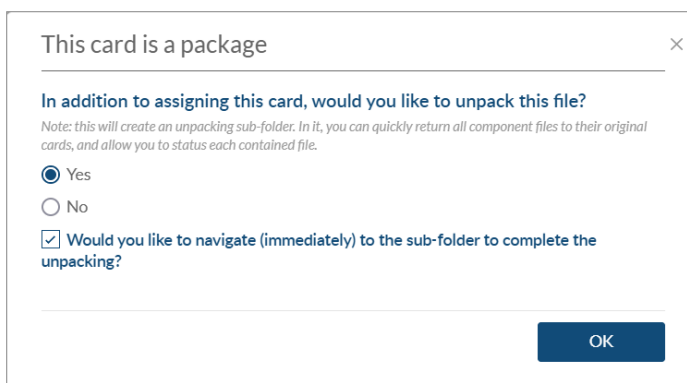 This card is a package
In addition to assigning this card, would you like to unpack this file?
Note: this will create an unpacking sub-folder. In it, you can quickly return all component files to their original
cards, and allow you to status each contained file.
Yes
No
Would you like to navigate (immediately) to the sub-folder to complete the
unpacking?
OK